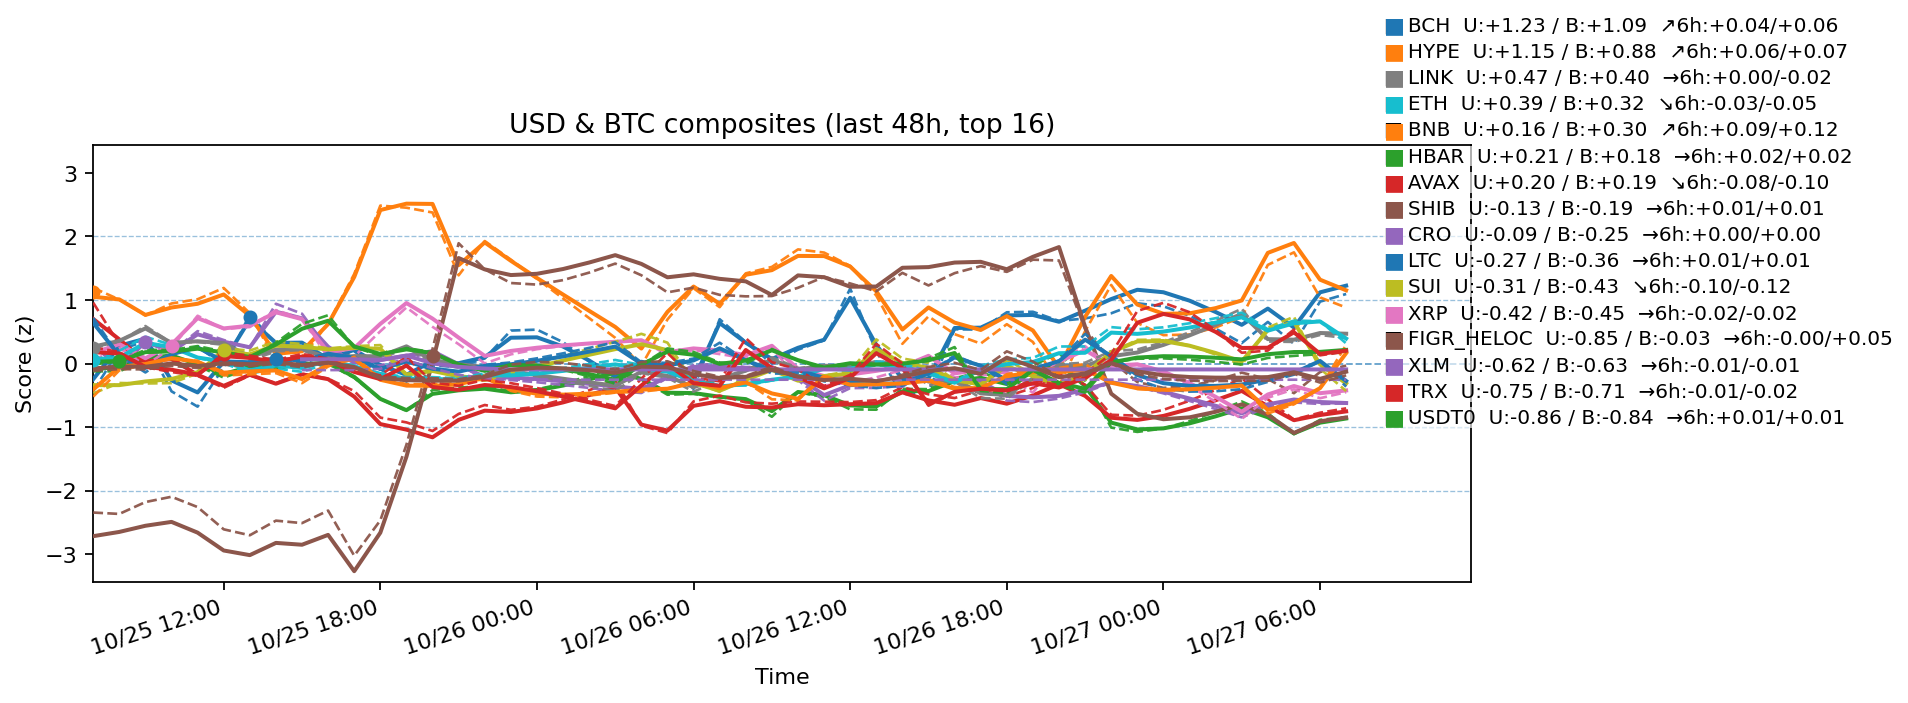 BCH  U:+1.23 / B:+1.09  ↗6h:+0.04/+0.06
HYPE  U:+1.15 / B:+0.88  ↗6h:+0.06/+0.07
LINK  U:+0.47 / B:+0.40  →6h:+0.00/-0.02
ETH  U:+0.39 / B:+0.32  ↘6h:-0.03/-0.05
BNB  U:+0.16 / B:+0.30  ↗6h:+0.09/+0.12
HBAR  U:+0.21 / B:+0.18  →6h:+0.02/+0.02
AVAX  U:+0.20 / B:+0.19  ↘6h:-0.08/-0.10
SHIB  U:-0.13 / B:-0.19  →6h:+0.01/+0.01
CRO  U:-0.09 / B:-0.25  →6h:+0.00/+0.00
LTC  U:-0.27 / B:-0.36  →6h:+0.01/+0.01
SUI  U:-0.31 / B:-0.43  ↘6h:-0.10/-0.12
XRP  U:-0.42 / B:-0.45  →6h:-0.02/-0.02
FIGR_HELOC  U:-0.85 / B:-0.03  →6h:-0.00/+0.05
XLM  U:-0.62 / B:-0.63  →6h:-0.01/-0.01
TRX  U:-0.75 / B:-0.71  →6h:-0.01/-0.02
USDT0  U:-0.86 / B:-0.84  →6h:+0.01/+0.01
USD & BTC composites (last 48h, top 16)
Score (z)
3
2
1
0
−1
−2
−3
10/25 12:00
10/25 18:00
10/26 00:00
10/26 06:00
10/26 12:00
10/26 18:00
10/27 00:00
10/27 06:00
Time